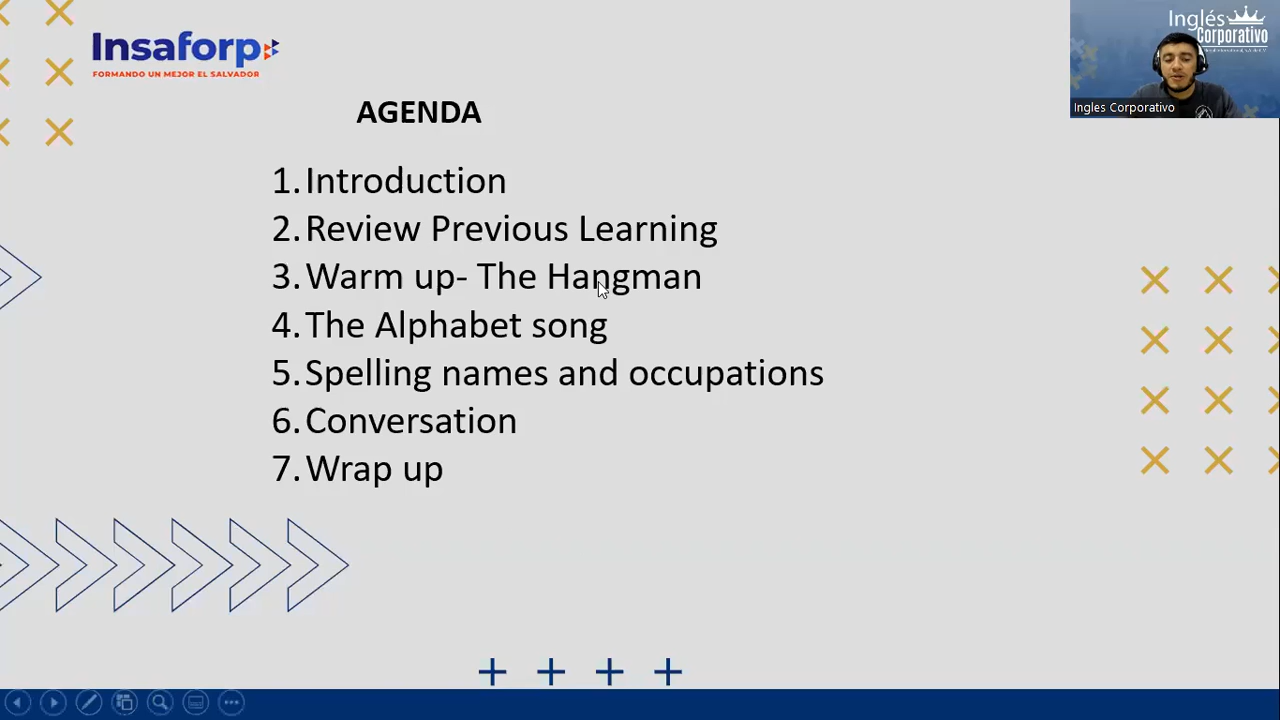 Insaforp
FORMANDO UN MEJOR EL SALVADOR
Inglés
Corporativo
Ingles Corporativo
AGENDA
1. Introduction
2. Review Previous Learning
3. Warm up- The Hangman
4. The Alphabet song
5. Spelling names and occupations
6. Conversation
7. Wrap up